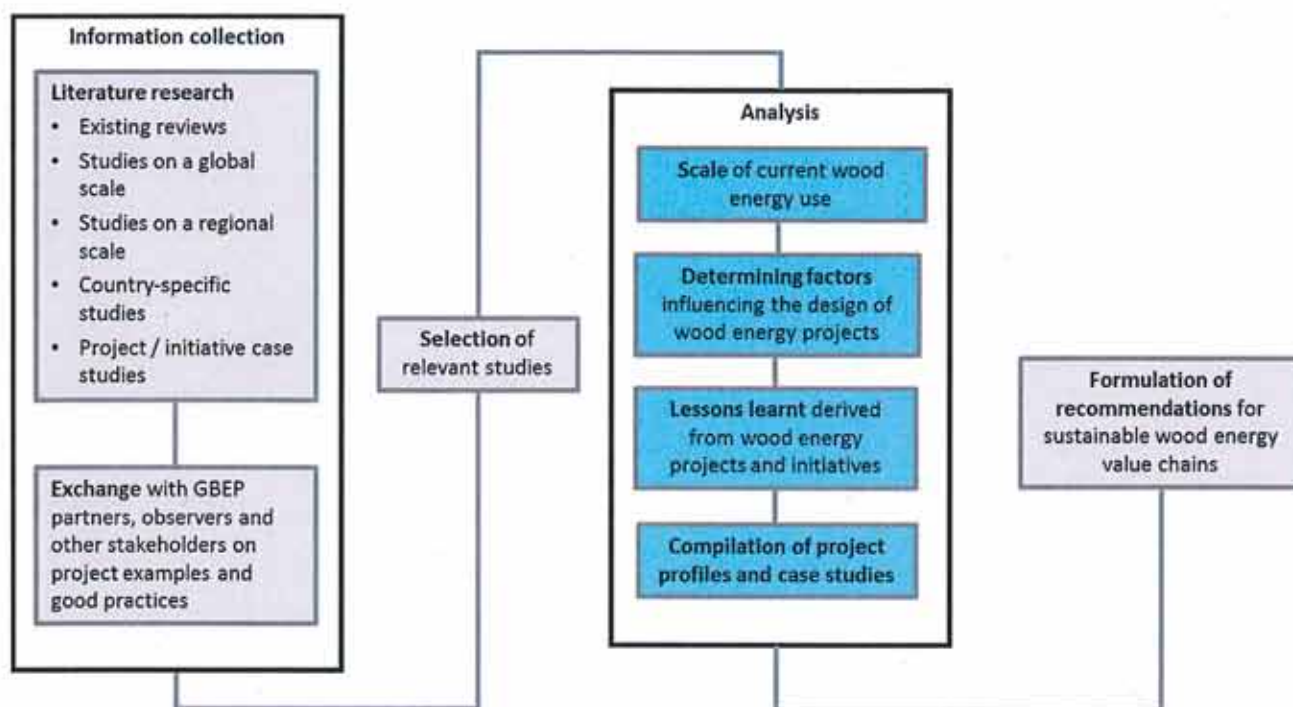 Information collection
Literature research
• Existing reviews
• Studies on a global
scale
• Studies on a regional
scale
• Country-specific
studies
• Project / initiative case
studies
Exchange with GBEP
partners, observers and
other stakeholders on
project examples and
good practices
Selection of
relevant studies
Analysis
Scale of current wood
energy use
Determining factors
influencing the design of
wood energy projects
Lessons learnt derived
from wood energy
projects and initiatives
Compilation of project
profiles and case studies
Formulation of
recommendations for
sustainable wood energy
value chains